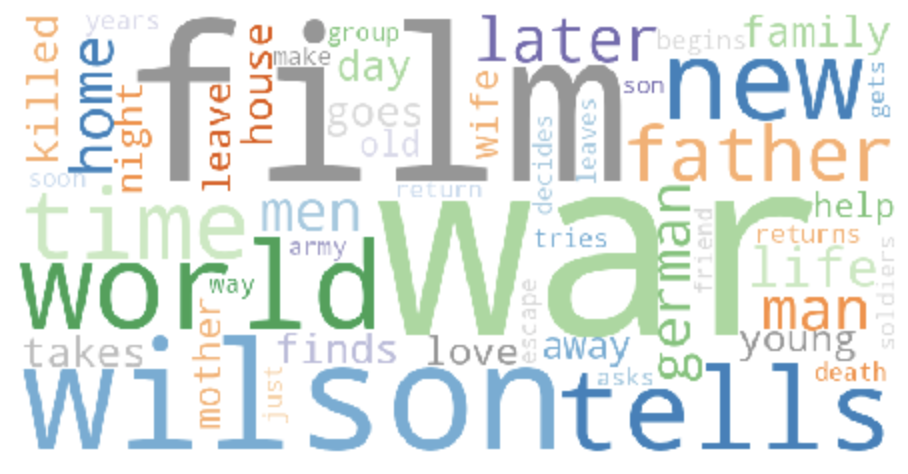 killed
years
home
night
film
leave
house
make
group
day
goes
old
later
begins
family
wife
son
new
gets
decides
leaves
father
soon
return
time
men
army
war
tries
german
friend
help
returns
life
soldiers
world
way
man
takes
mother
finds
love
escape
away
young
wilson
just
tells
asks
death